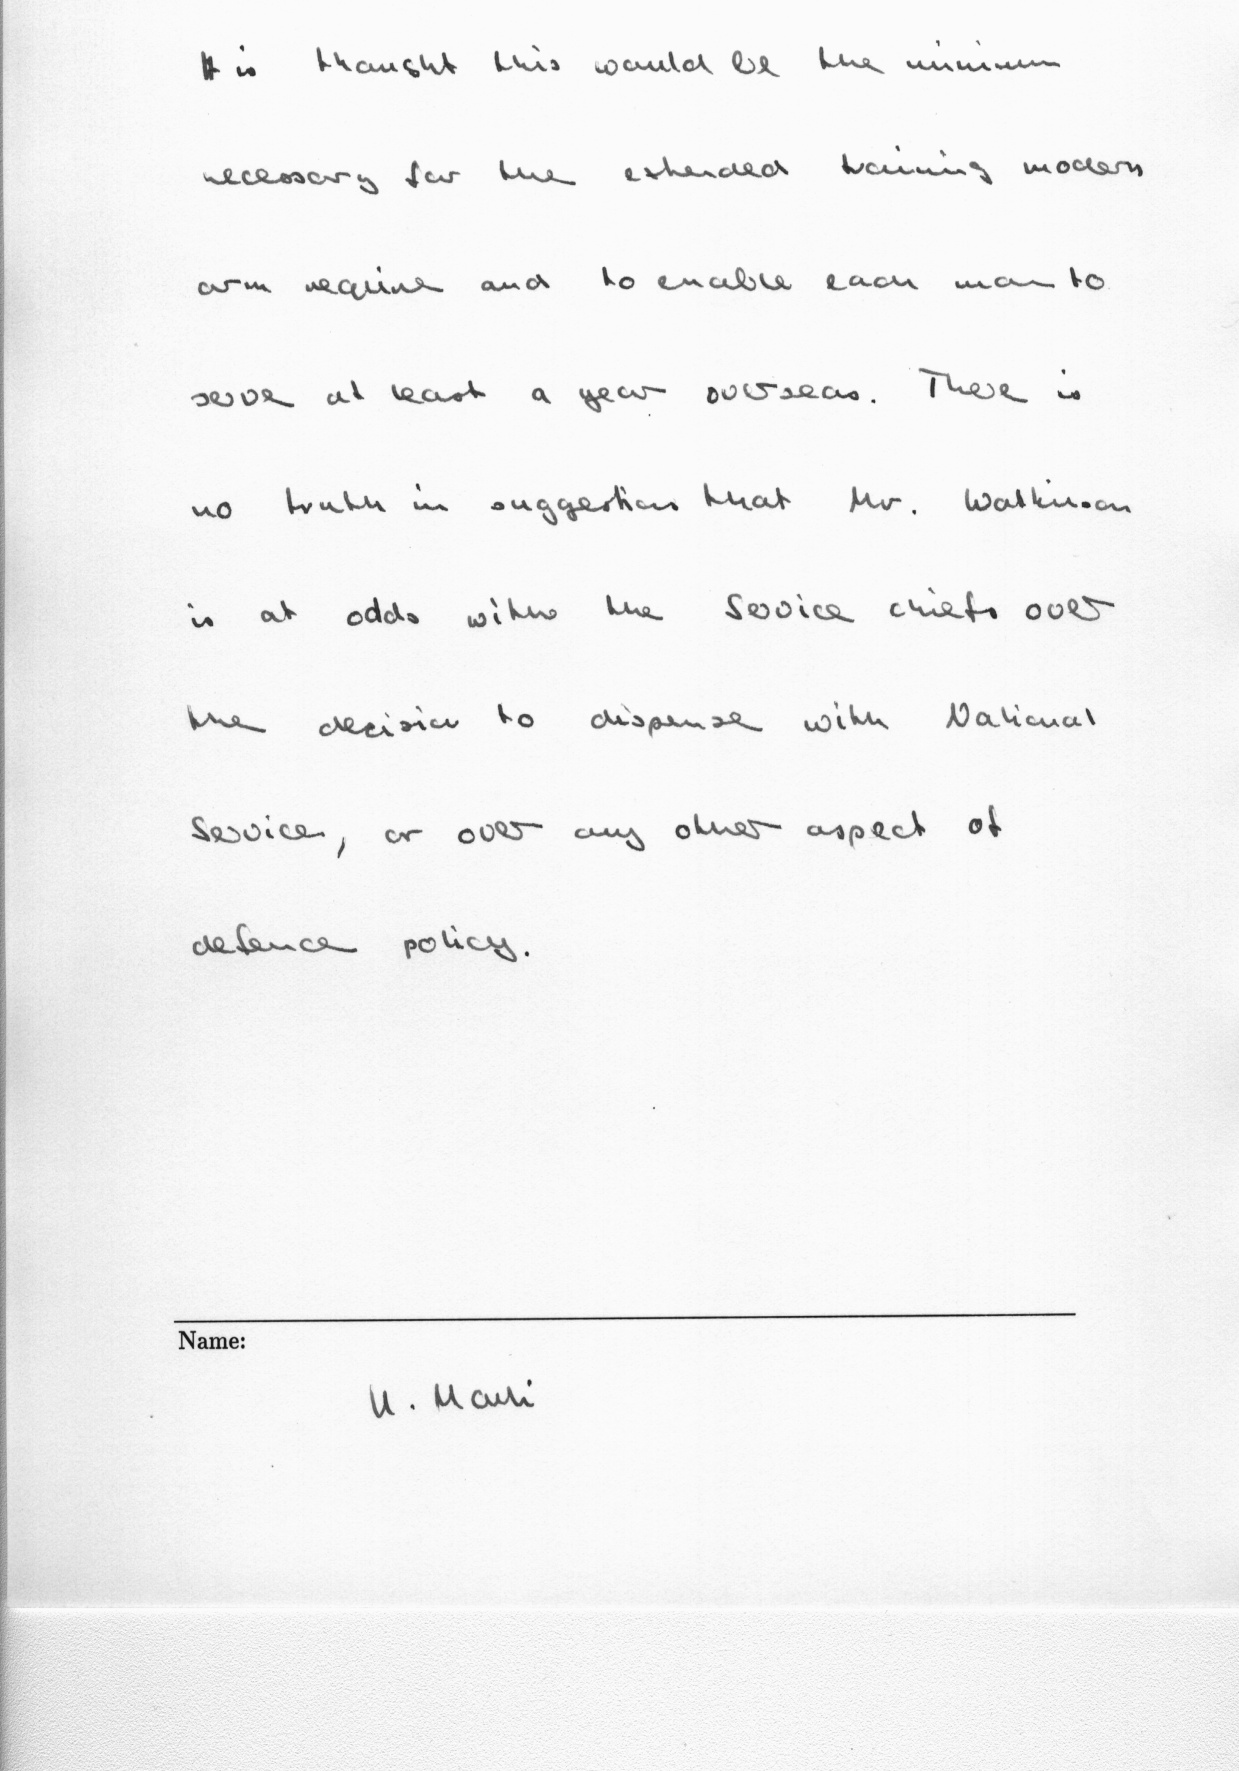 It is thought this would be the minimum
necessary for the extended training modern
arm require and to enable each man to
serve at least a year overseas. There is
no truth in suggestions that Mr. Watkinson
is at odds with the Service chiefs over
the decision to dispense with National
Service, or over any other aspect of
defence policy.
Name: